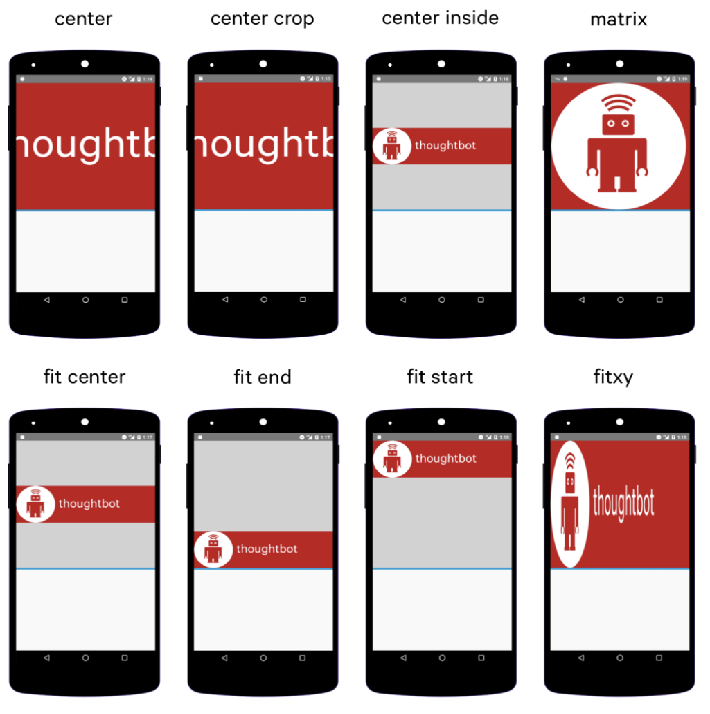 center
center crop
center inside
matrix
houghtb
houghtb
thoughtbot
fit center
fit end
fit start
fitxy
thoughtbot
thoughtbot
thoughtbot
thoughtbot